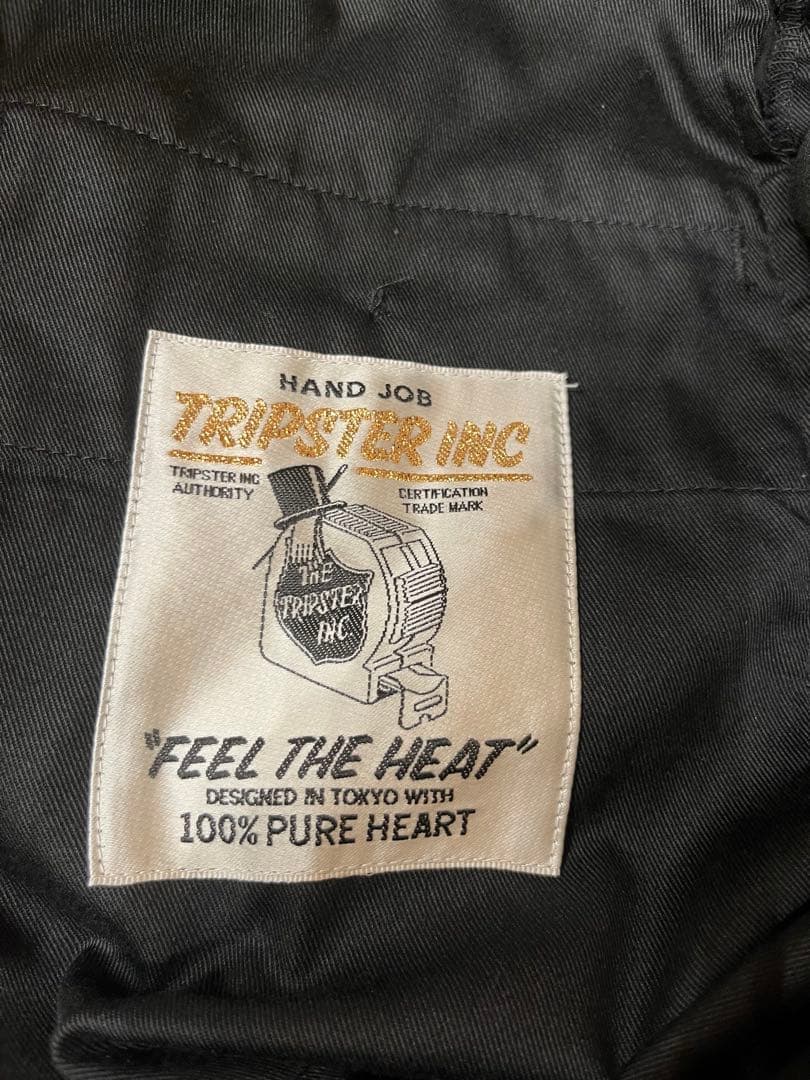 HAND JOB
TRIPSTER INC
TRIPSTER INC
AUTHORITY
CERTIFICATION
TRADE MARK
THE
TRIPSTER
INC.
"FEEL THE HEAT"
DESIGNED IN TOKYO WITH
100% PURE HEART